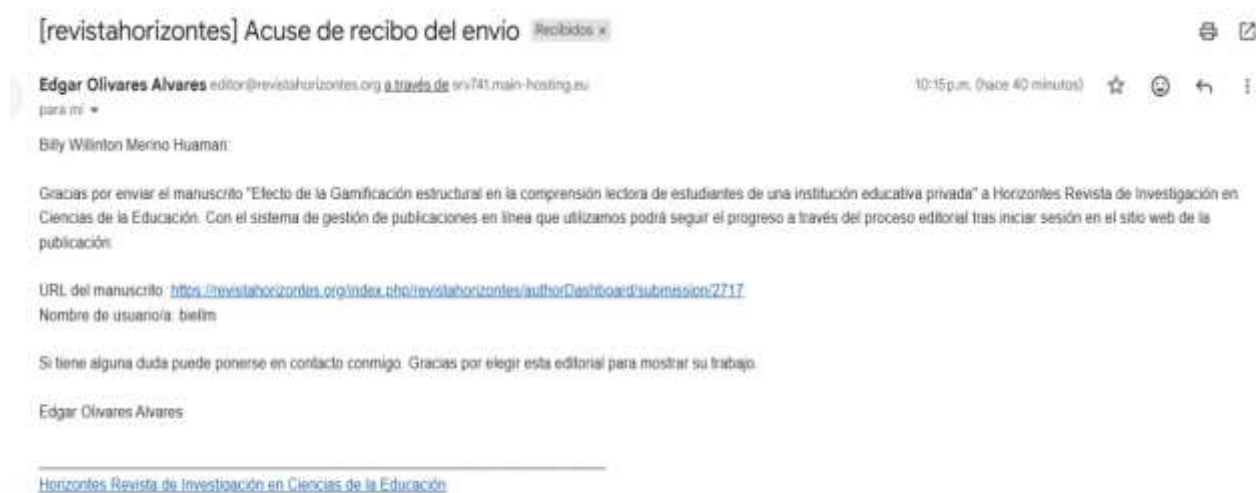 [revistahorizontes] Acuse de recibo del envío Recibidos x
Edgar Olivares Alvares editor@revistahorizontes.org a través de srv741.main-hosting.eu
10:15 p.m. (hace 40 minutos)
para mí
Billy Willinton Merino Huaman:
Gracias por enviar el manuscrito "Efecto de la Gamificación estructural en la comprensión lectora de estudiantes de una institución educativa privada" a Horizontes Revista de Investigación en
Ciencias de la Educación. Con el sistema de gestión de publicaciones en línea que utilizamos podrá seguir el progreso a través del proceso editorial tras iniciar sesión en el sitio web de la
publicación:
URL del manuscrito: https://revistahorizontes.org/index.php/revistahorizontes/authorDashboard/submission/2717
Nombre de usuario/a: biellm
Si tiene alguna duda puede ponerse en contacto conmigo. Gracias por elegir esta editorial para mostrar su trabajo.
Edgar Olivares Alvares
Horizontes Revista de Investigación en Ciencias de la Educación